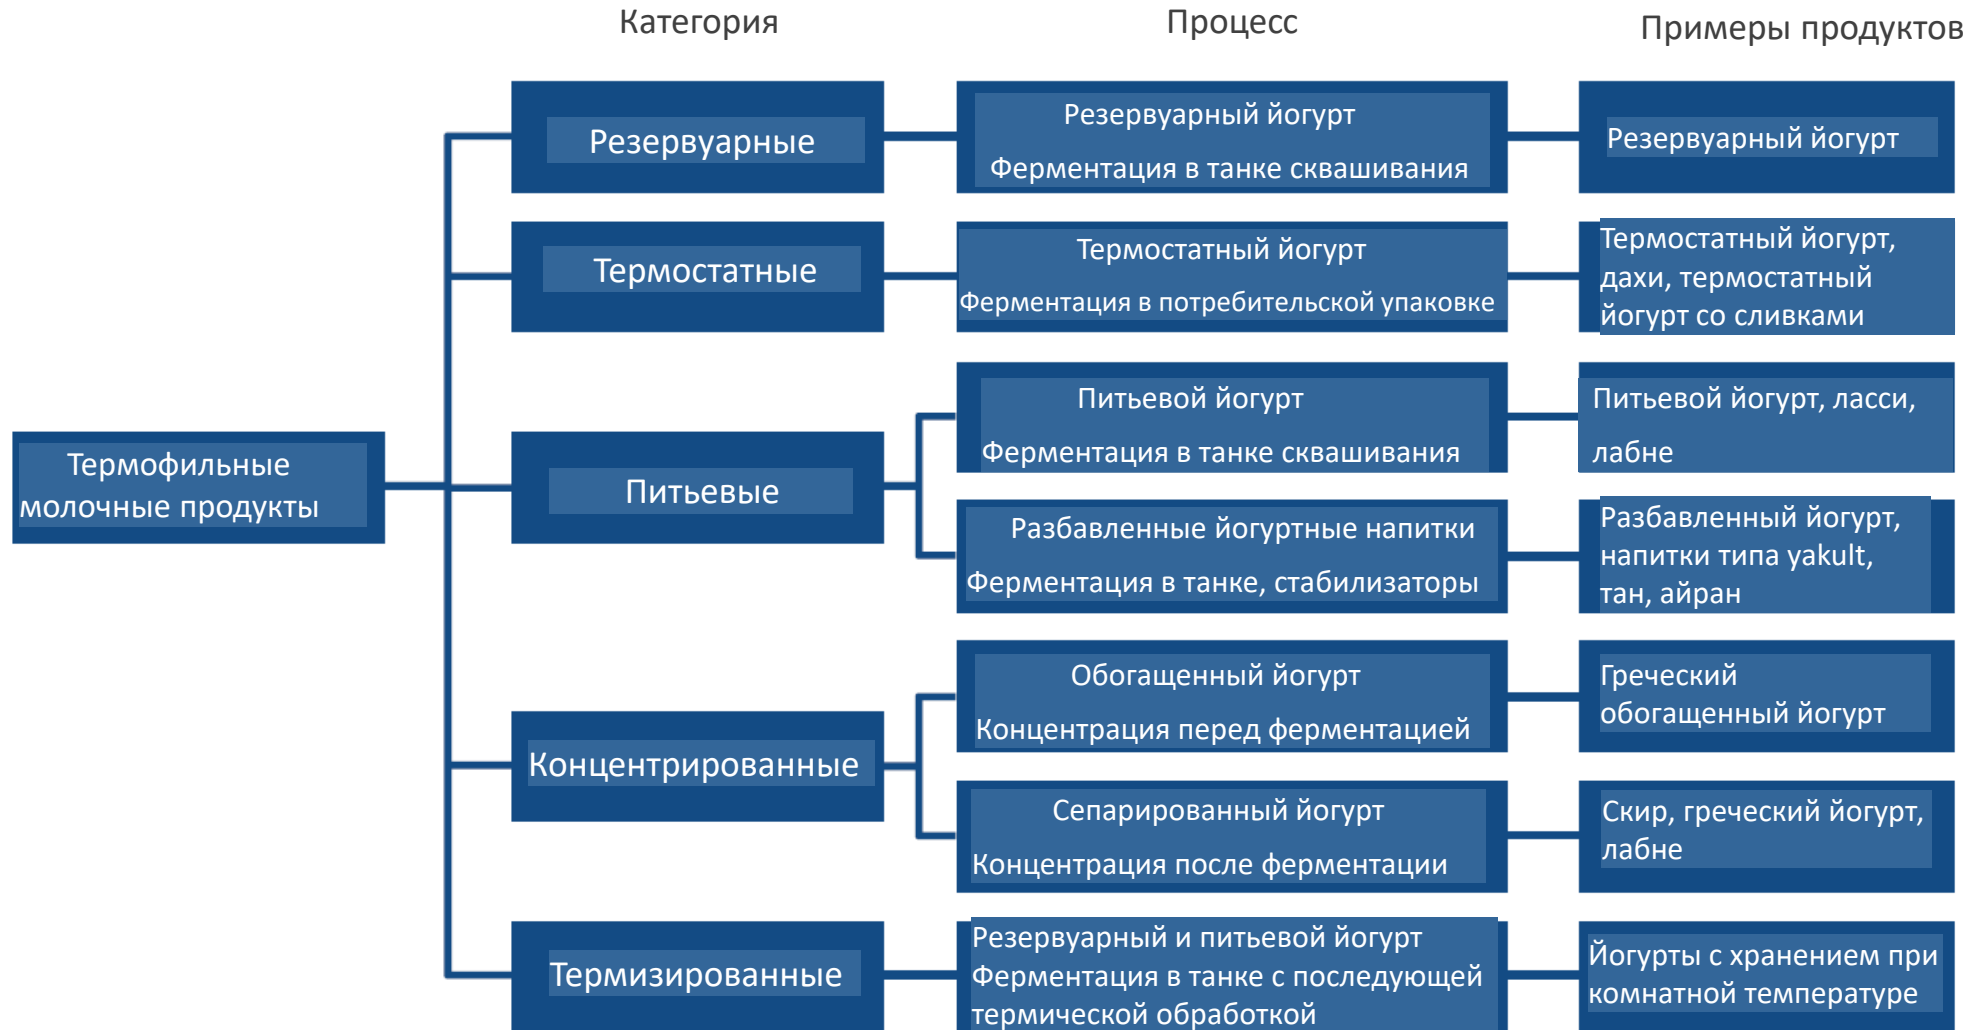 Категория
Процесс
Примеры продуктов
Термофильные
молочные продукты
Резервуарные
Резервуарный йогурт
Ферментация в танке сквашивания
Резервуарный йогурт
Термостатные
Термостатный йогурт
Ферментация в потребительской упаковке
Термостатный йогурт,
дахи, термостатный
йогурт со сливками
Питьевые
Питьевой йогурт
Ферментация в танке сквашивания
Питьевой йогурт, ласси,
лабне
Разбавленные йогуртные напитки
Ферментация в танке, стабилизаторы
Разбавленный йогурт,
напитки типа yakult,
тан, айран
Концентрированные
Обогащенный йогурт
Концентрация перед ферментацией
Греческий
обогащенный йогурт
Сепарированный йогурт
Концентрация после ферментации
Скир, греческий йогурт,
лабне
Термизированные
Резервуарный и питьевой йогурт
Ферментация в танке с последующей
термической обработкой
Йогурты с хранением при
комнатной температуре